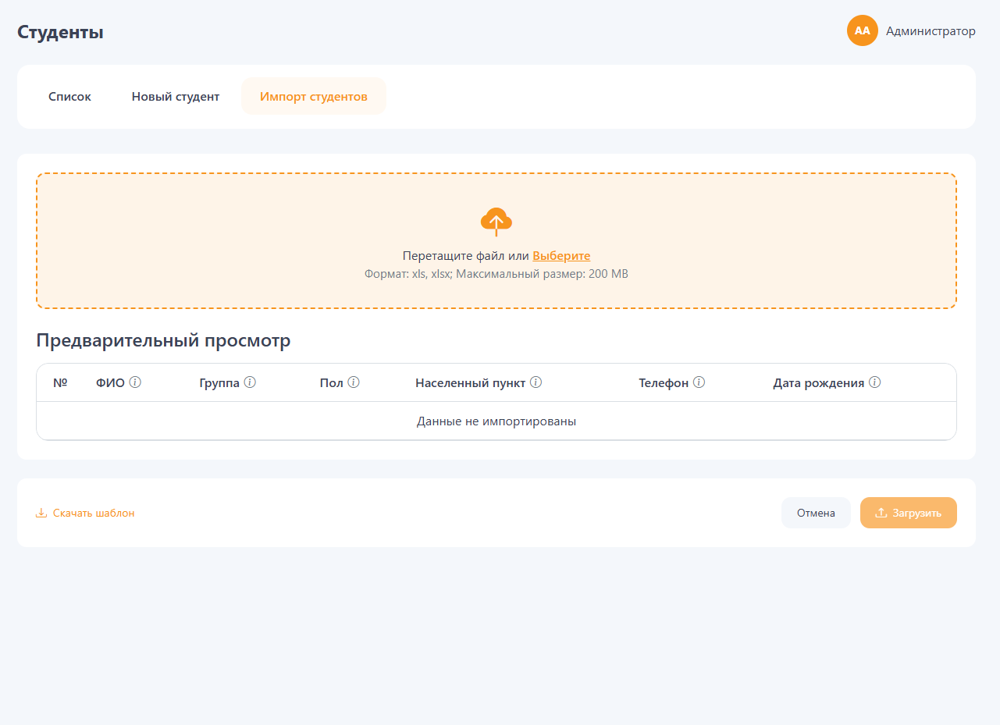 Студенты
АА Администратор
Список Новый студент Импорт студентов
Перетащите файл или Выберите
Формат: xls, xlsx; Максимальный размер: 200 MB
Предварительный просмотр
№ ФИО Группа Пол Населенный пункт Телефон Дата рождения
Данные не импортированы
Скачать шаблон Отмена Загрузить